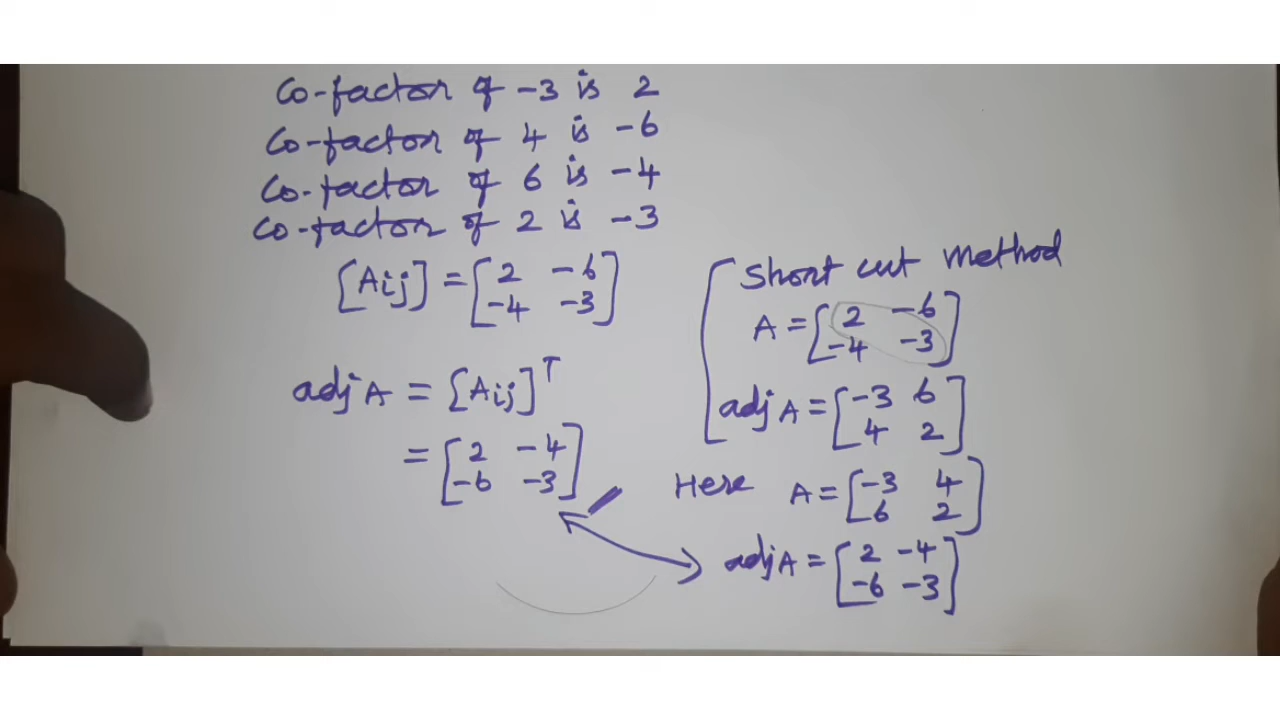 Co-factor of -3 is 2
Co-factor of 4 is -6
Co-factor of 6 is -4
Co-factor of 2 is -3
[Aij] = [2 -6
-4 -3]
adj A = [Aij]^T
= [2 -4
-6 -3]
Short cut Method
A = [2 -6
-4 -3]
adj A = [-3 6
4 2]
Here A = [-3 4
6 2]
adj A = [2 -4
-6 -3]